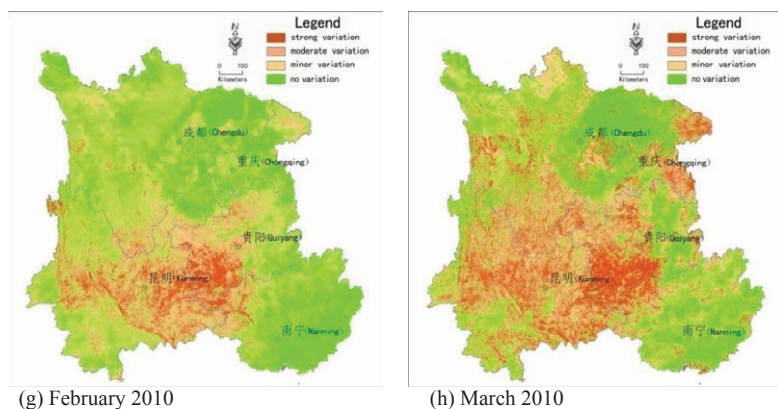 Legend
strong variation
moderate variation
minor variation
no variation
N
0 100
Kilometers
成都(Chengdu)
重庆(Chongqing)
贵阳(Guiyang)
昆明(Kunming)
南宁(Nanning)
(g) February 2010
Legend
strong variation
moderate variation
minor variation
no variation
N
0 100
Kilometers
成都(Chengdu)
重庆(Chongqing)
贵阳(Guiyang)
昆明(Kunming)
南宁(Nanning)
(h) March 2010